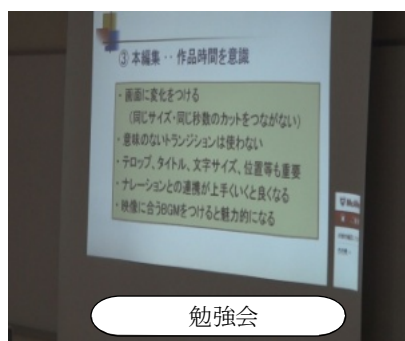 ③ 本編集‥作品時間を意識
・画面に変化をつける
（同じサイズ・同じ秒数のカットをつながない）
・意味のないトランジションは使わない
・テロップ、タイトル、文字サイズ、位置等も重要
・ナレーションとの連携が上手くいくと良くなる
・映像に合うBGMをつけると魅力的になる
勉強会